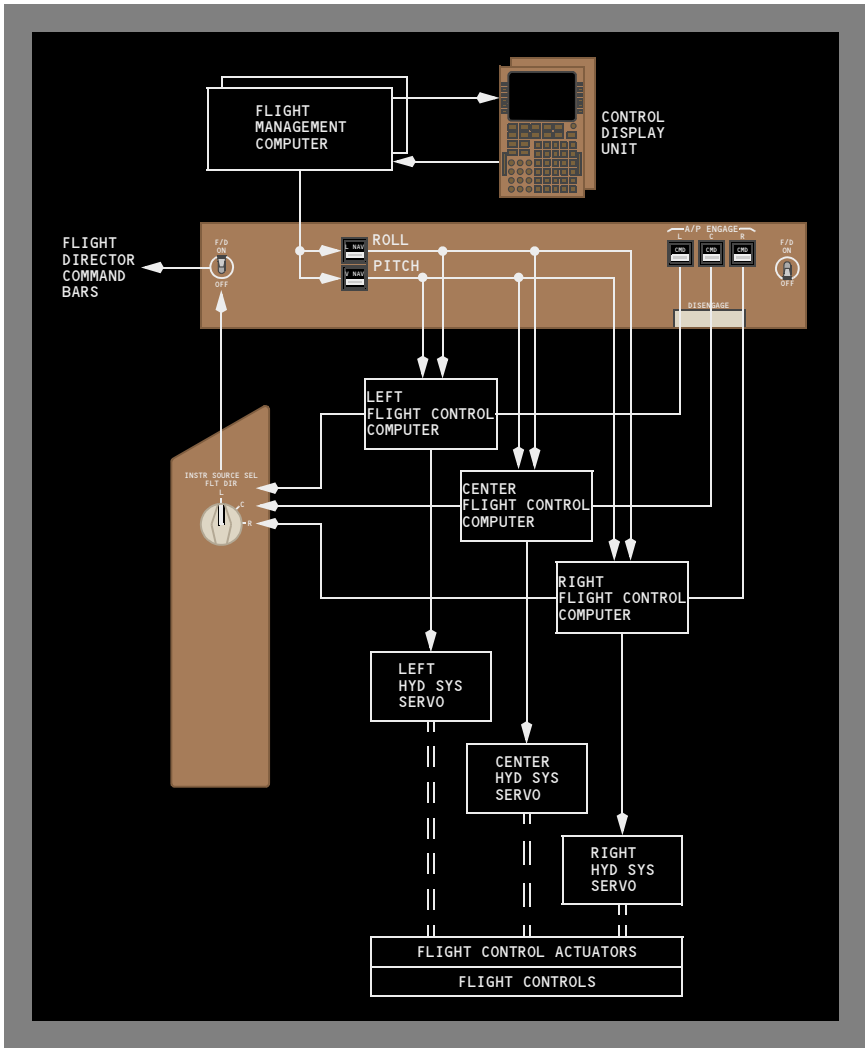 FLIGHT
MANAGEMENT
COMPUTER
CONTROL
DISPLAY
UNIT
FLIGHT
DIRECTOR
COMMAND
BARS
F/D
ON
OFF
L NAV
ROLL
V NAV
PITCH
A/P ENGAGE
L C R
CMD CMD CMD
DISENGAGE
F/D
ON
OFF
LEFT
FLIGHT CONTROL
COMPUTER
INSTR SOURCE SEL
FLT DIR
L
C
R
CENTER
FLIGHT CONTROL
COMPUTER
RIGHT
FLIGHT CONTROL
COMPUTER
LEFT
HYD SYS
SERVO
CENTER
HYD SYS
SERVO
RIGHT
HYD SYS
SERVO
FLIGHT CONTROL ACTUATORS
FLIGHT CONTROLS